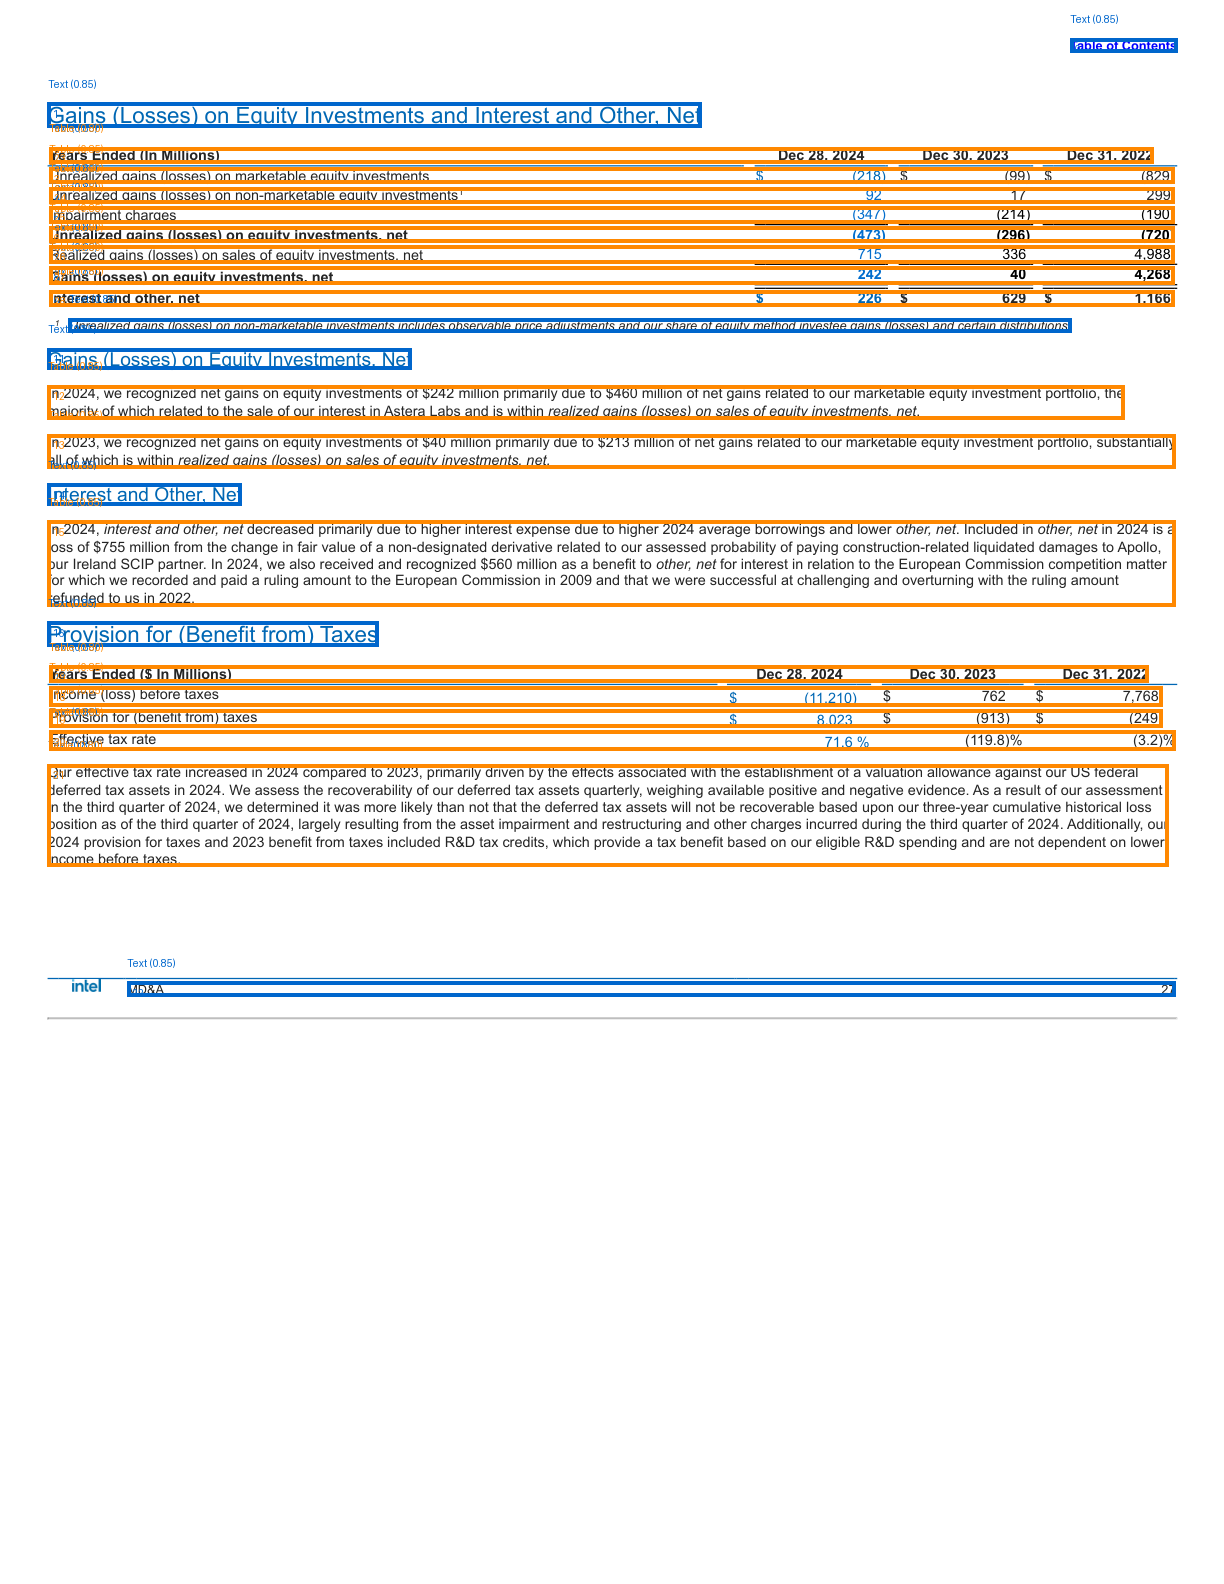 Text (0.85)
Table of Contents
Text (0.85)
Gains (Losses) on Equity Investments and Interest and Other, Net
Years Ended (In Millions) Dec 28, 2024 Dec 30, 2023 Dec 31, 2022
Unrealized gains (losses) on marketable equity investments $ (218) $ (99) $ (829)
Unrealized gains (losses) on non-marketable equity investments¹ 92 17 299
Impairment charges (347) (214) (190)
Unrealized gains (losses) on equity investments, net (473) (296) (720)
Realized gains (losses) on sales of equity investments, net 715 336 4,988
Gains (losses) on equity investments, net 242 40 4,268
Interest and other, net $ 226 $ 629 $ 1,166
1 Unrealized gains (losses) on non-marketable investments includes observable price adjustments and our share of equity method investee gains (losses) and certain distributions.
Gains (Losses) on Equity Investments, Net
In 2024, we recognized net gains on equity investments of $242 million primarily due to $460 million of net gains related to our marketable equity investment portfolio, the
majority of which related to the sale of our interest in Astera Labs and is within realized gains (losses) on sales of equity investments, net.
In 2023, we recognized net gains on equity investments of $40 million primarily due to $213 million of net gains related to our marketable equity investment portfolio, substantially
all of which is within realized gains (losses) on sales of equity investments, net.
Interest and Other, Net
In 2024, interest and other, net decreased primarily due to higher interest expense due to higher 2024 average borrowings and lower other, net. Included in other, net in 2024 is a
loss of $755 million from the change in fair value of a non-designated derivative related to our assessed probability of paying construction-related liquidated damages to Apollo,
our Ireland SCIP partner. In 2024, we also received and recognized $560 million as a benefit to other, net for interest in relation to the European Commission competition matter
for which we recorded and paid a ruling amount to the European Commission in 2009 and that we were successful at challenging and overturning with the ruling amount
refunded to us in 2022.
Provision for (Benefit from) Taxes
Years Ended ($ In Millions) Dec 28, 2024 Dec 30, 2023 Dec 31, 2022
Income (loss) before taxes $ (11,210) $ 762 $ 7,768
Provision for (benefit from) taxes $ 8,023 $ (913) $ (249)
Effective tax rate 71.6 % (119.8)% (3.2)%
Our effective tax rate increased in 2024 compared to 2023, primarily driven by the effects associated with the establishment of a valuation allowance against our US federal
deferred tax assets in 2024. We assess the recoverability of our deferred tax assets quarterly, weighing available positive and negative evidence. As a result of our assessment
in the third quarter of 2024, we determined it was more likely than not that the deferred tax assets will not be recoverable based upon our three-year cumulative historical loss
position as of the third quarter of 2024, largely resulting from the asset impairment and restructuring and other charges incurred during the third quarter of 2024. Additionally, our
2024 provision for taxes and 2023 benefit from taxes included R&D tax credits, which provide a tax benefit based on our eligible R&D spending and are not dependent on lower
income before taxes.
Text (0.85)
intel MD&A 27